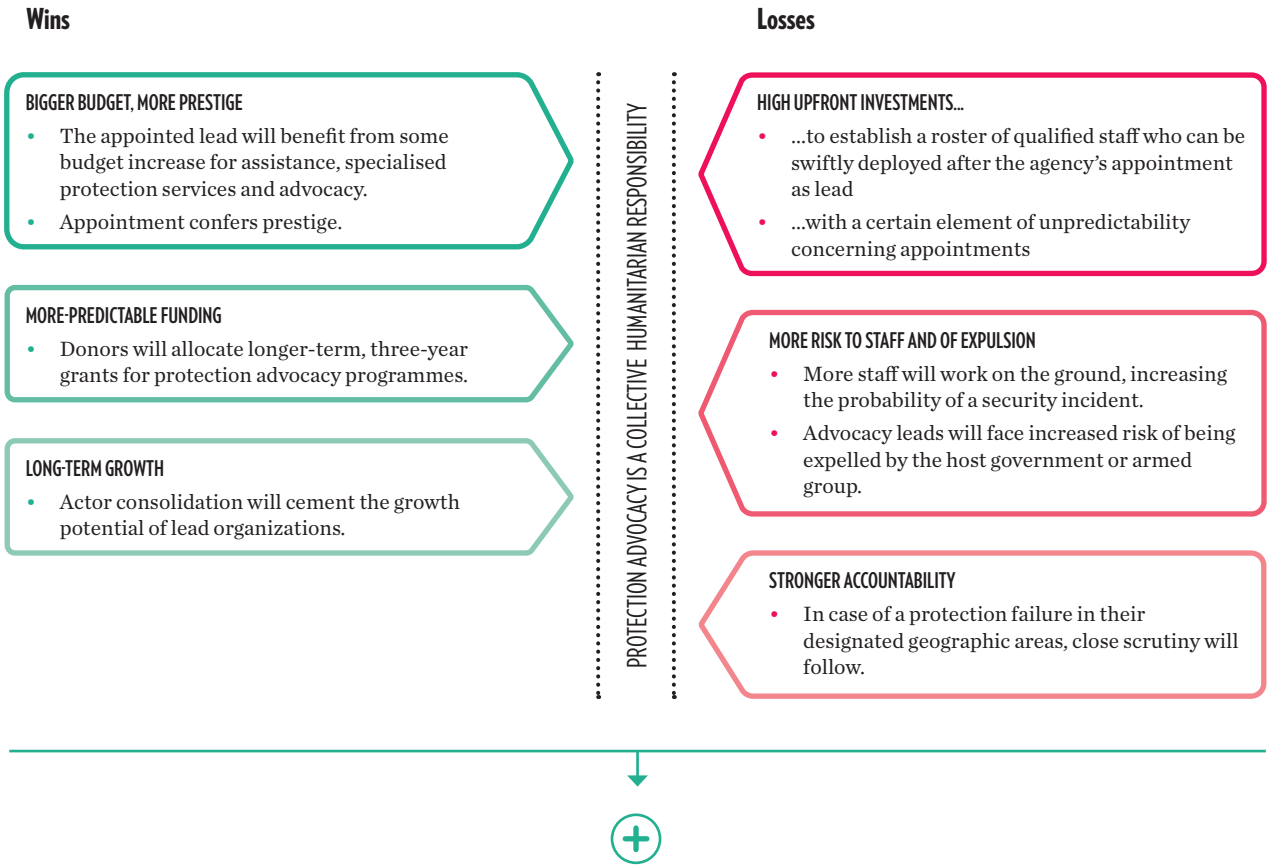 Wins
BIGGER BUDGET, MORE PRESTIGE
• The appointed lead will benefit from some
budget increase for assistance, specialised
protection services and advocacy.
• Appointment confers prestige.
MORE-PREDICTABLE FUNDING
• Donors will allocate longer-term, three-year
grants for protection advocacy programmes.
LONG-TERM GROWTH
• Actor consolidation will cement the growth
potential of lead organizations.
PROTECTION ADVOCACY IS A COLLECTIVE HUMANITARIAN RESPONSIBILITY
Losses
HIGH UPFRONT INVESTMENTS...
• ...to establish a roster of qualified staff who can be
swiftly deployed after the agency’s appointment
as lead
• ...with a certain element of unpredictability
concerning appointments
MORE RISK TO STAFF AND OF EXPULSION
• More staff will work on the ground, increasing
the probability of a security incident.
• Advocacy leads will face increased risk of being
expelled by the host government or armed
group.
STRONGER ACCOUNTABILITY
• In case of a protection failure in their
designated geographic areas, close scrutiny will
follow.